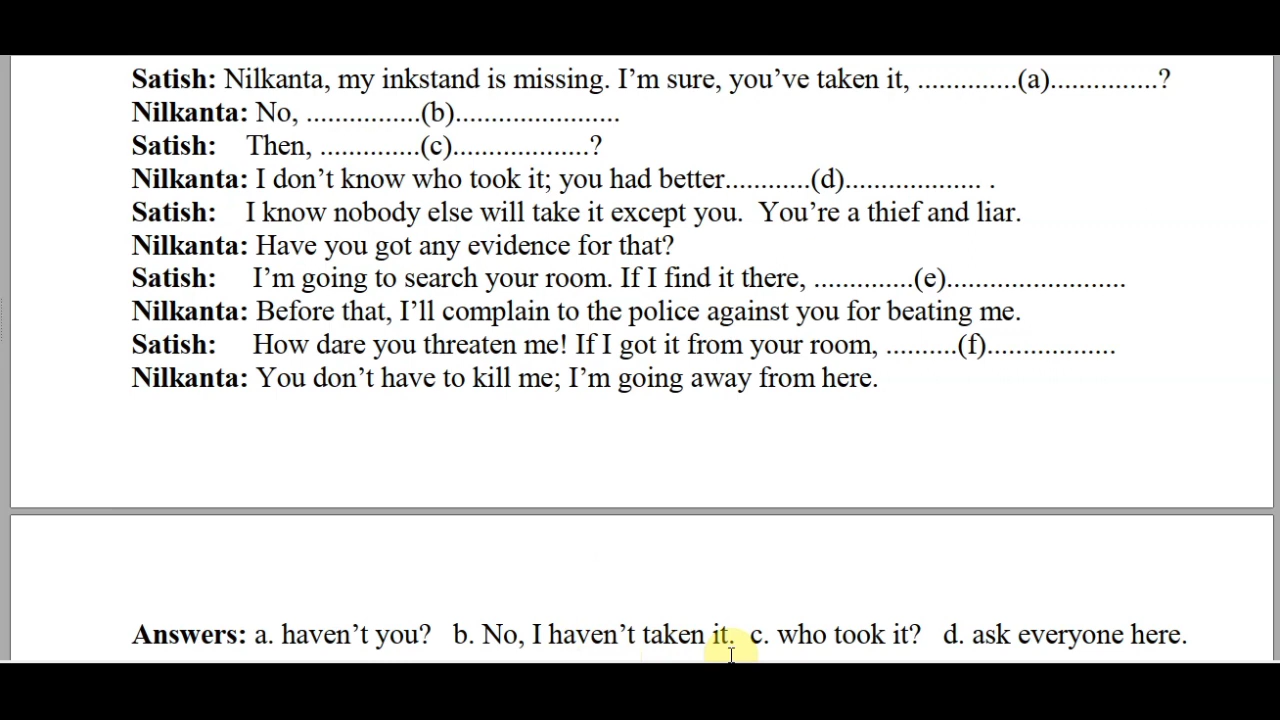 Satish: Nilkanta, my inkstand is missing. I’m sure, you’ve taken it, ..............(a)...............?
Nilkanta: No, ................(b).......................
Satish: Then, ..............(c)...................?
Nilkanta: I don’t know who took it; you had better............(d)................... .
Satish: I know nobody else will take it except you. You’re a thief and liar.
Nilkanta: Have you got any evidence for that?
Satish: I’m going to search your room. If I find it there, ..............(e).........................
Nilkanta: Before that, I’ll complain to the police against you for beating me.
Satish: How dare you threaten me! If I got it from your room, ..........(f)..................
Nilkanta: You don’t have to kill me; I’m going away from here.
Answers: a. haven’t you? b. No, I haven’t taken it. c. who took it? d. ask everyone here.